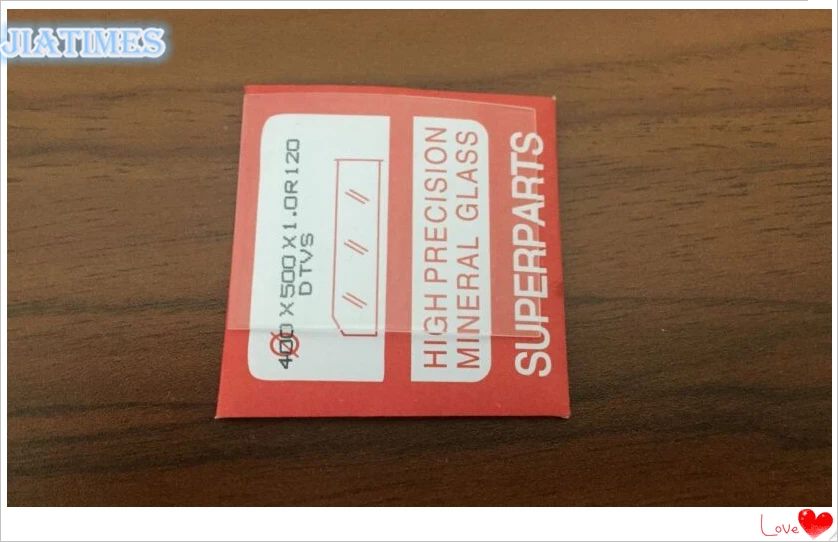 JIATIMES
400 X 500 X 1.0R120
DTVS
HIGH PRECISION
MINERAL GLASS
SUPERPARTS
Love